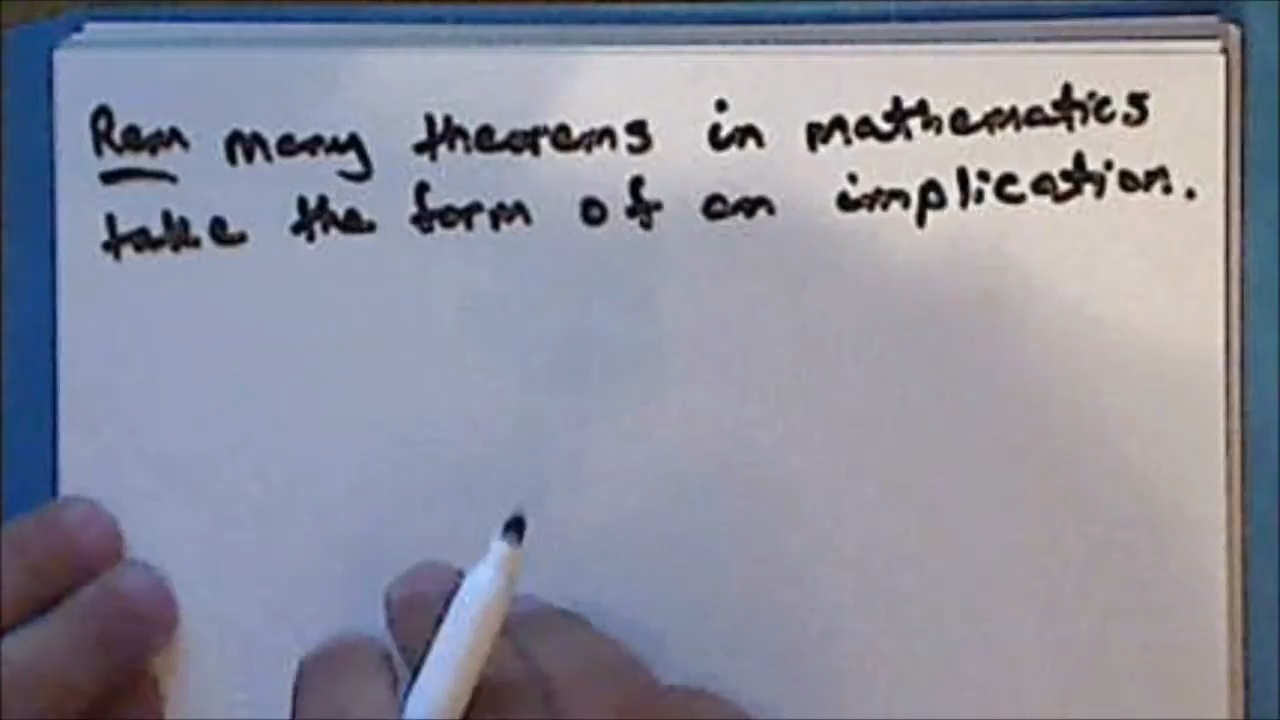 Rem many theorems in mathematics
take the form of an implication.